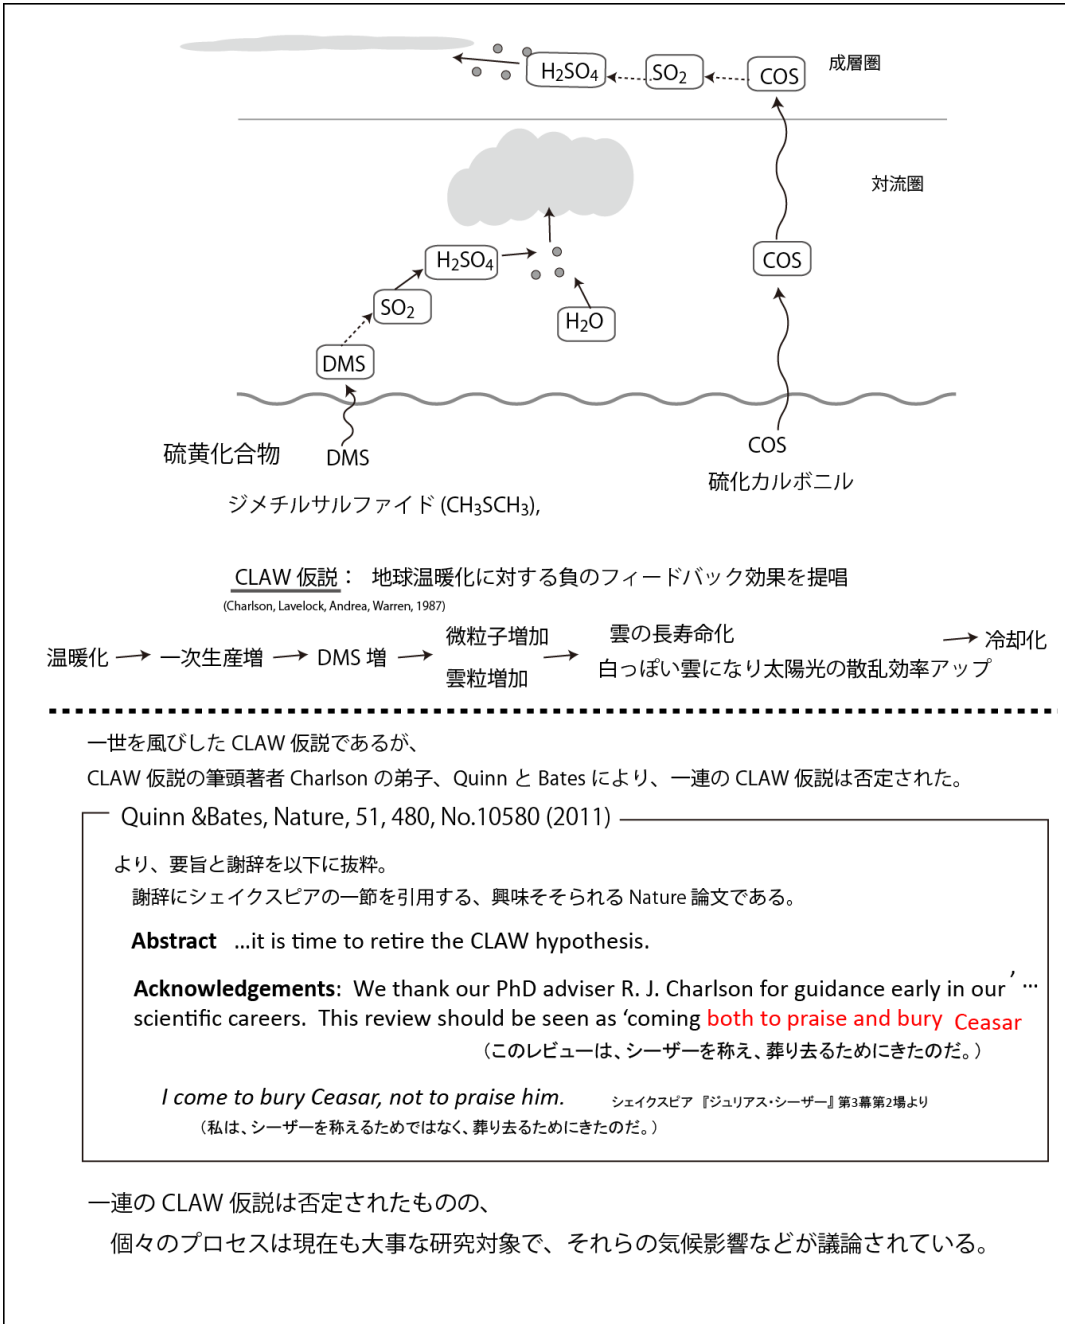 H₂SO₄
SO₂
COS
成層圏
対流圏
H₂SO₄
COS
SO₂
H₂O
DMS
硫黄化合物
DMS
COS
硫化カルボニル
ジメチルサルファイド (CH₃SCH₃),
CLAW 仮説： 地球温暖化に対する負のフィードバック効果を提唱
(Charlson, Lavelock, Andrea, Warren, 1987)
温暖化
一次生産増
DMS 増
微粒子増加
雲粒増加
雲の長寿命化
白っぽい雲になり太陽光の散乱効率アップ
冷却化
一世を風びした CLAW 仮説であるが、
CLAW 仮説の筆頭著者 Charlson の弟子、Quinn と Bates により、一連の CLAW 仮説は否定された。
Quinn &Bates, Nature, 51, 480, No.10580 (2011)
より、要旨と謝辞を以下に抜粋。
謝辞にシェイクスピアの一節を引用する、興味そそられる Nature 論文である。
Abstract ...it is time to retire the CLAW hypothesis.
Acknowledgements: We thank our PhD adviser R. J. Charlson for guidance early in our ’ ...
scientific careers. This review should be seen as ‘coming both to praise and bury Ceasar
（このレビューは、シーザーを称え、葬り去るためにきたのだ。）
I come to bury Ceasar, not to praise him. シェイクスピア 『ジュリアス・シーザー』 第3幕第2場より
（私は、シーザーを称えるためではなく、葬り去るためにきたのだ。）
一連の CLAW 仮説は否定されたものの、
個々のプロセスは現在も大事な研究対象で、それらの気候影響などが議論されている。